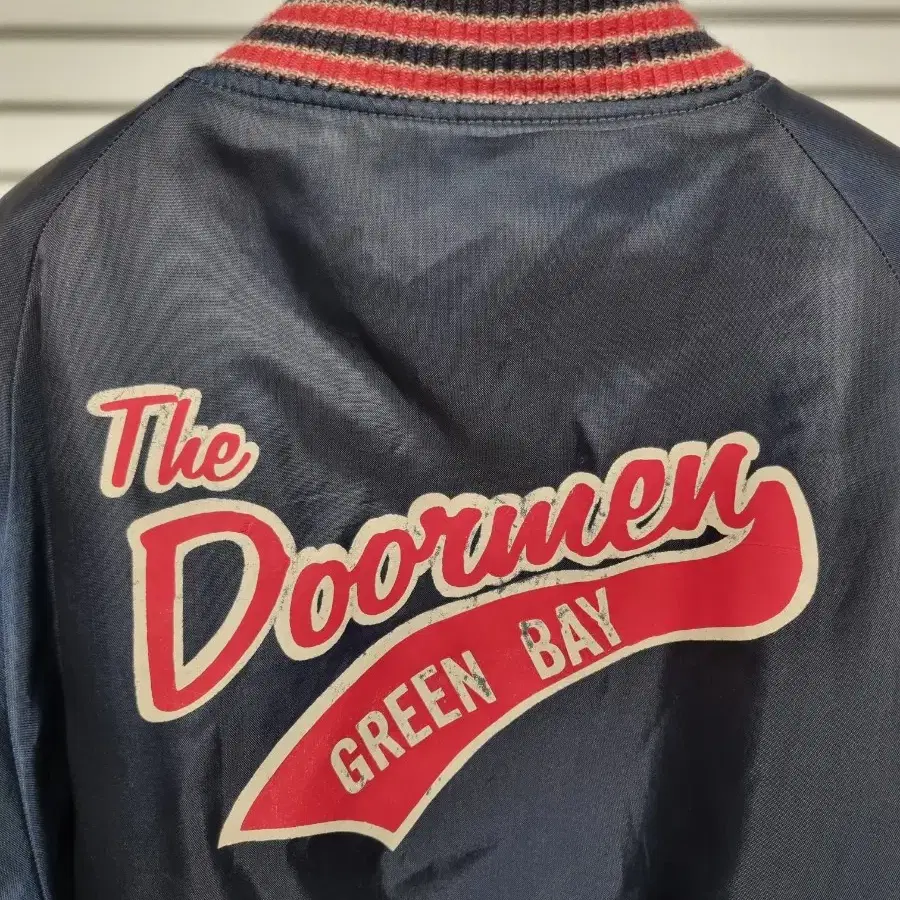 The
Doormen
GREEN BAY